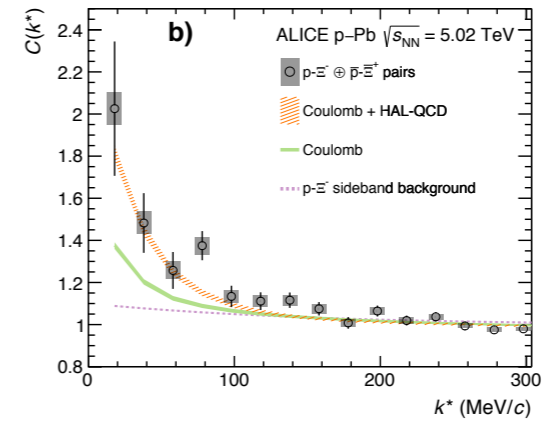 C(k*)
b)
ALICE p–Pb √sNN = 5.02 TeV
p-Ξ⁻ ⊕ p̄-Ξ̄⁺ pairs
Coulomb + HAL-QCD
Coulomb
p-Ξ⁻ sideband background
2.4
2.2
2
1.8
1.6
1.4
1.2
1
0.8
0 100 200 300
k* (MeV/c)